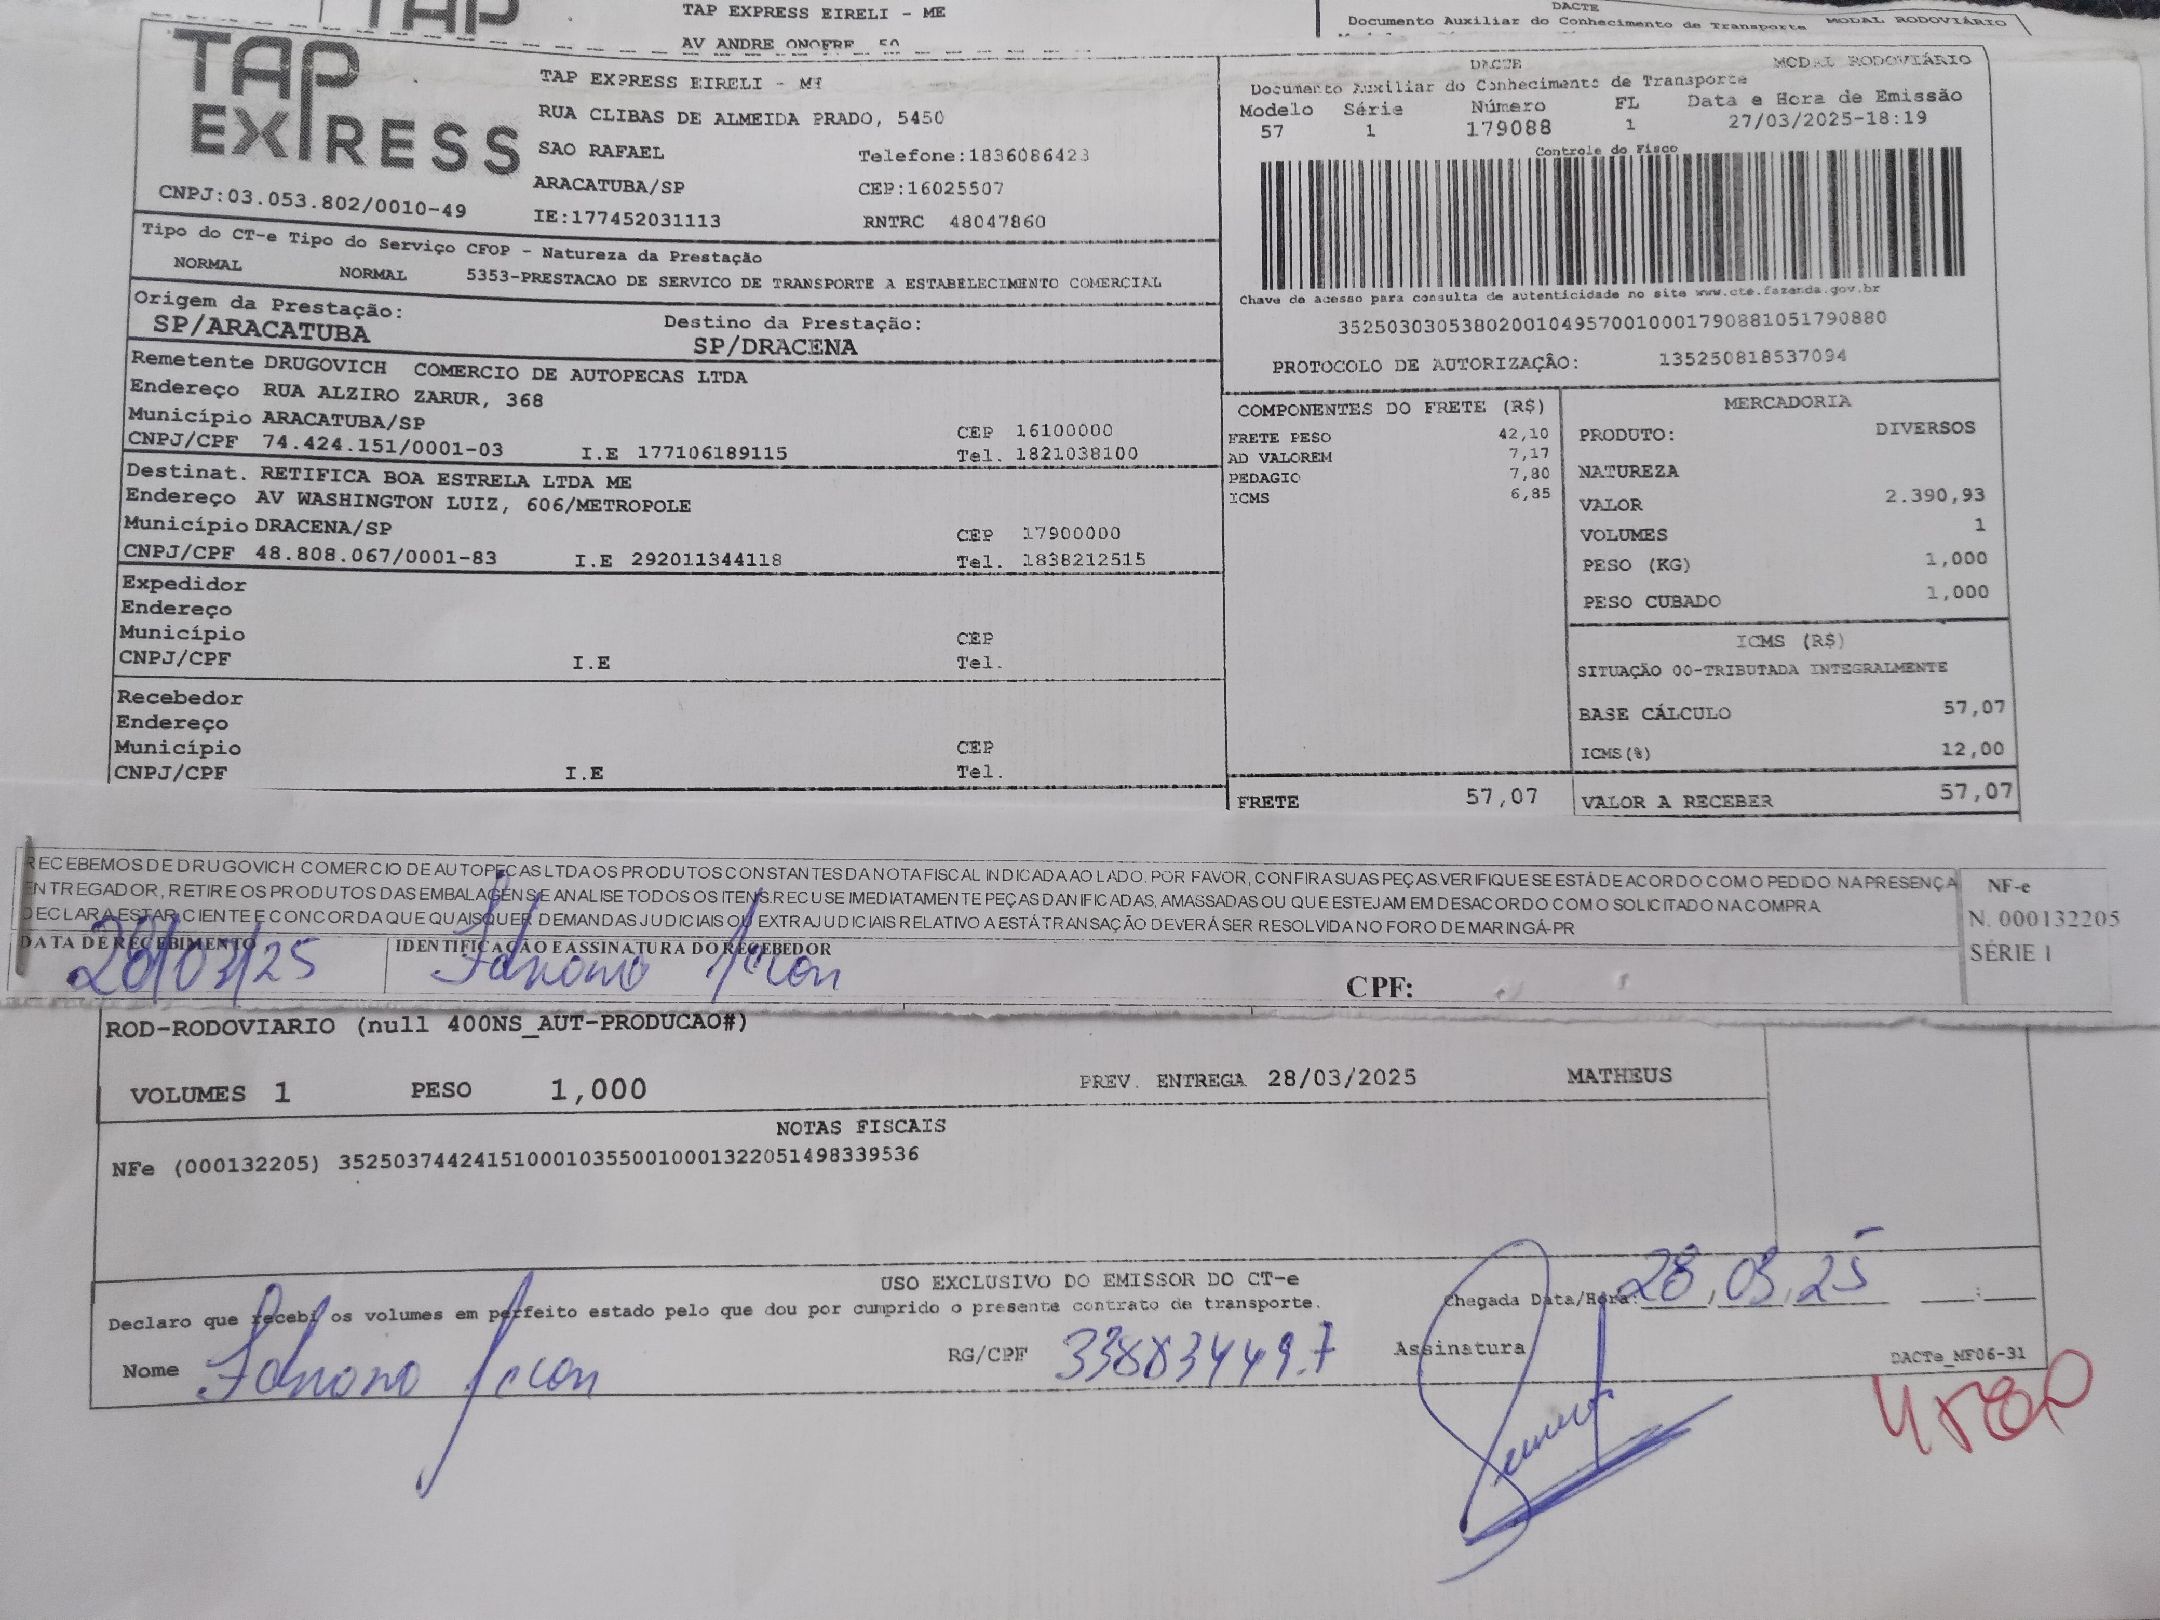 TAP
TAP EXPRESS EIRELI - ME
AV ANDRE ONOFRE, 50
DACTE
Documento Auxiliar do Conhecimento de Transporte MODAL RODOVIÁRIO
TAP
EXPRESS
CNPJ:03.053.802/0010-49
TAP EXPRESS EIRELI - ME
RUA CLIBAS DE ALMEIDA PRADO, 5450
SAO RAFAEL Telefone:1836086423
ARACATUBA/SP CEP:16025507
IE:177452031113 RNTRC 48047860
DACTE MODAL RODOVIÁRIO
Documento Auxiliar do Conhecimento de Transporte
Modelo Série Número FL Data e Hora de Emissão
57 1 179088 1 27/03/2025-18:19
Controle do Fisco
Chave de acesso para consulta de autenticidade no site www.cte.fazenda.gov.br
35250303053802001049570010001790881051790880
PROTOCOLO DE AUTORIZAÇÃO: 135250818537094
Tipo do CT-e Tipo do Serviço CFOP - Natureza da Prestação
NORMAL NORMAL 5353-PRESTACAO DE SERVICO DE TRANSPORTE A ESTABELECIMENTO COMERCIAL
Origem da Prestação: Destino da Prestação:
SP/ARACATUBA SP/DRACENA
Remetente DRUGOVICH COMERCIO DE AUTOPECAS LTDA
Endereço RUA ALZIRO ZARUR, 368
Município ARACATUBA/SP CEP 16100000
CNPJ/CPF 74.424.151/0001-03 I.E 177106189115 Tel. 1821038100
Destinat. RETIFICA BOA ESTRELA LTDA ME
Endereço AV WASHINGTON LUIZ, 606/METROPOLE
Município DRACENA/SP CEP 17900000
CNPJ/CPF 48.808.067/0001-83 I.E 292011344118 Tel. 1838212515
Expedidor
Endereço
Município CEP
CNPJ/CPF I.E Tel.
Recebedor
Endereço
Município CEP
CNPJ/CPF I.E Tel.
COMPONENTES DO FRETE (R$)
FRETE PESO 42,10
AD VALOREM 7,17
PEDAGIO 7,80
ICMS 6,85
FRETE 57,07
MERCADORIA
PRODUTO: DIVERSOS
NATUREZA
VALOR 2.390,93
VOLUMES 1
PESO (KG) 1,000
PESO CUBADO 1,000
ICMS (R$)
SITUAÇÃO 00-TRIBUTADA INTEGRALMENTE
BASE CÁLCULO 57,07
ICMS(%) 12,00
VALOR A RECEBER 57,07
RECEBEMOS DE DRUGOVICH COMERCIO DE AUTOPEÇAS LTDA OS PRODUTOS CONSTANTES DA NOTA FISCAL INDICADA AO LADO. POR FAVOR, CONFIRA SUAS PEÇAS. VERIFIQUE SE ESTÁ DE ACORDO COM O PEDIDO NA PRESENÇA
ENTREGADOR, RETIRE OS PRODUTOS DAS EMBALAGENS E ANALISE TODOS OS ITENS. RECUSE IMEDIATAMENTE PEÇAS DANIFICADAS, AMASSADAS OU QUE ESTEJAM EM DESACORDO COM O SOLICITADO NA COMPRA
DECLARA ESTAR CIENTE E CONCORDA QUE QUAISQUER DEMANDAS JUDICIAIS OU EXTRAJUDICIAIS RELATIVO A ESTÁ TRANSAÇÃO DEVERÁ SER RESOLVIDA NO FORO DE MARINGÁ-PR
DATA DE RECEBIMENTO IDENTIFICAÇÃO E ASSINATURA DO RECEBEDOR
28/03/25
CPF:
NF-e
N. 000132205
SÉRIE 1
ROD-RODOVIARIO (null 400NS_AUT-PRODUCAO#)
VOLUMES 1 PESO 1,000 PREV. ENTREGA 28/03/2025 MATHEUS
NOTAS FISCAIS
NFe (000132205) 35250374424151000103550010001322051498339536
USO EXCLUSIVO DO EMISSOR DO CT-e
Declaro que recebi os volumes em perfeito estado pelo que dou por cumprido o presente contrato de transporte.
Chegada Data/Hora: 28,03,25 :
Nome RG/CPF 33883449.7 Assinatura
DACTe_MF06-31